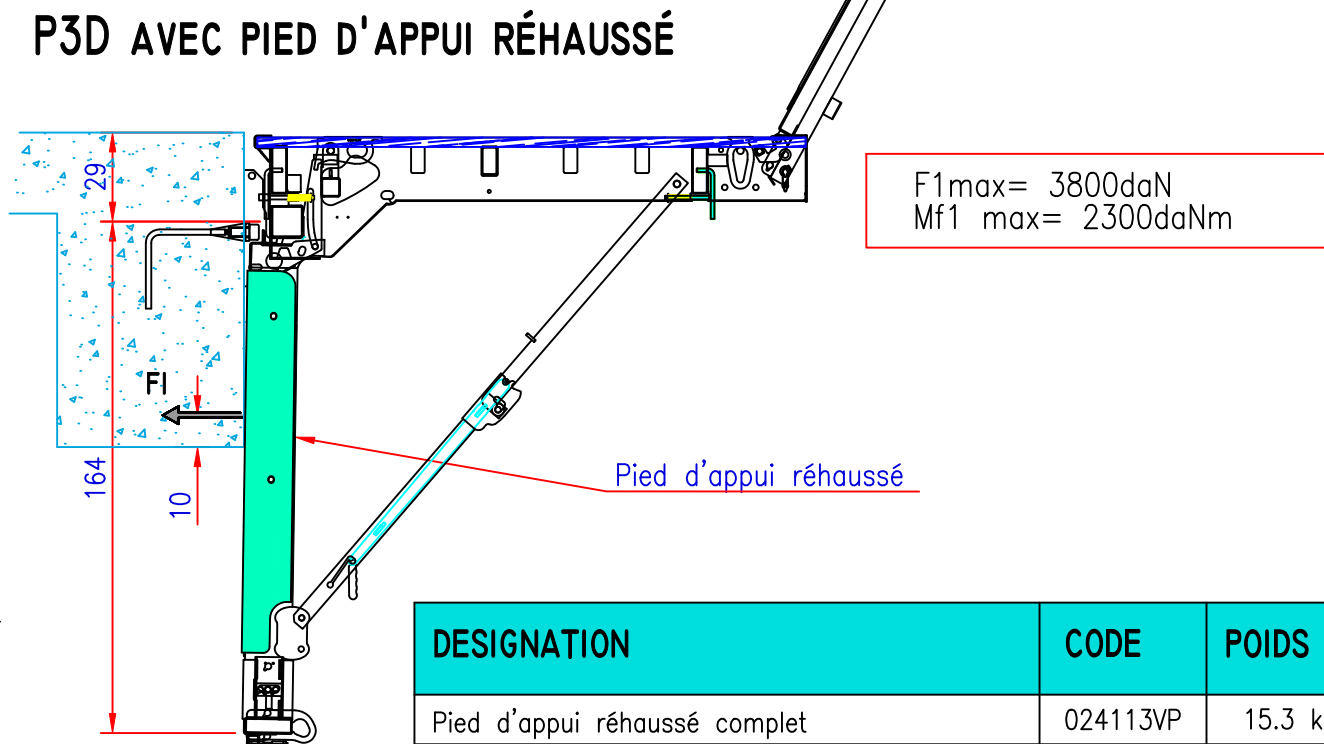 P3D AVEC PIED D'APPUI RÉHAUSSÉ
29
F1max= 3800daN
Mf1 max= 2300daNm
F1
164
10
Pied d'appui réhaussé
DESIGNATION CODE POIDS
Pied d'appui réhaussé complet 024113VP 15.3 k